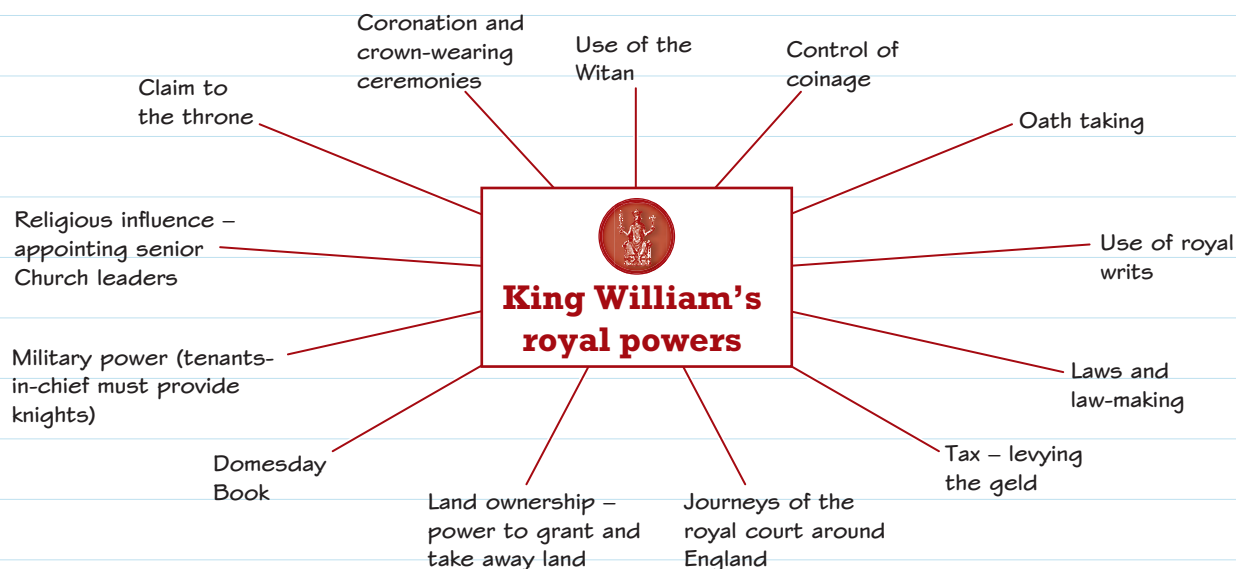 Coronation and
crown-wearing
ceremonies
Use of the
Witan
Control of
coinage
Claim to
the throne
Oath taking
Religious influence –
appointing senior
Church leaders
Use of royal
writs
King William's
royal powers
Military power (tenants-
in-chief must provide
knights)
Laws and
law-making
Domesday
Book
Tax – levying
the geld
Land ownership –
power to grant and
take away land
Journeys of the
royal court around
England